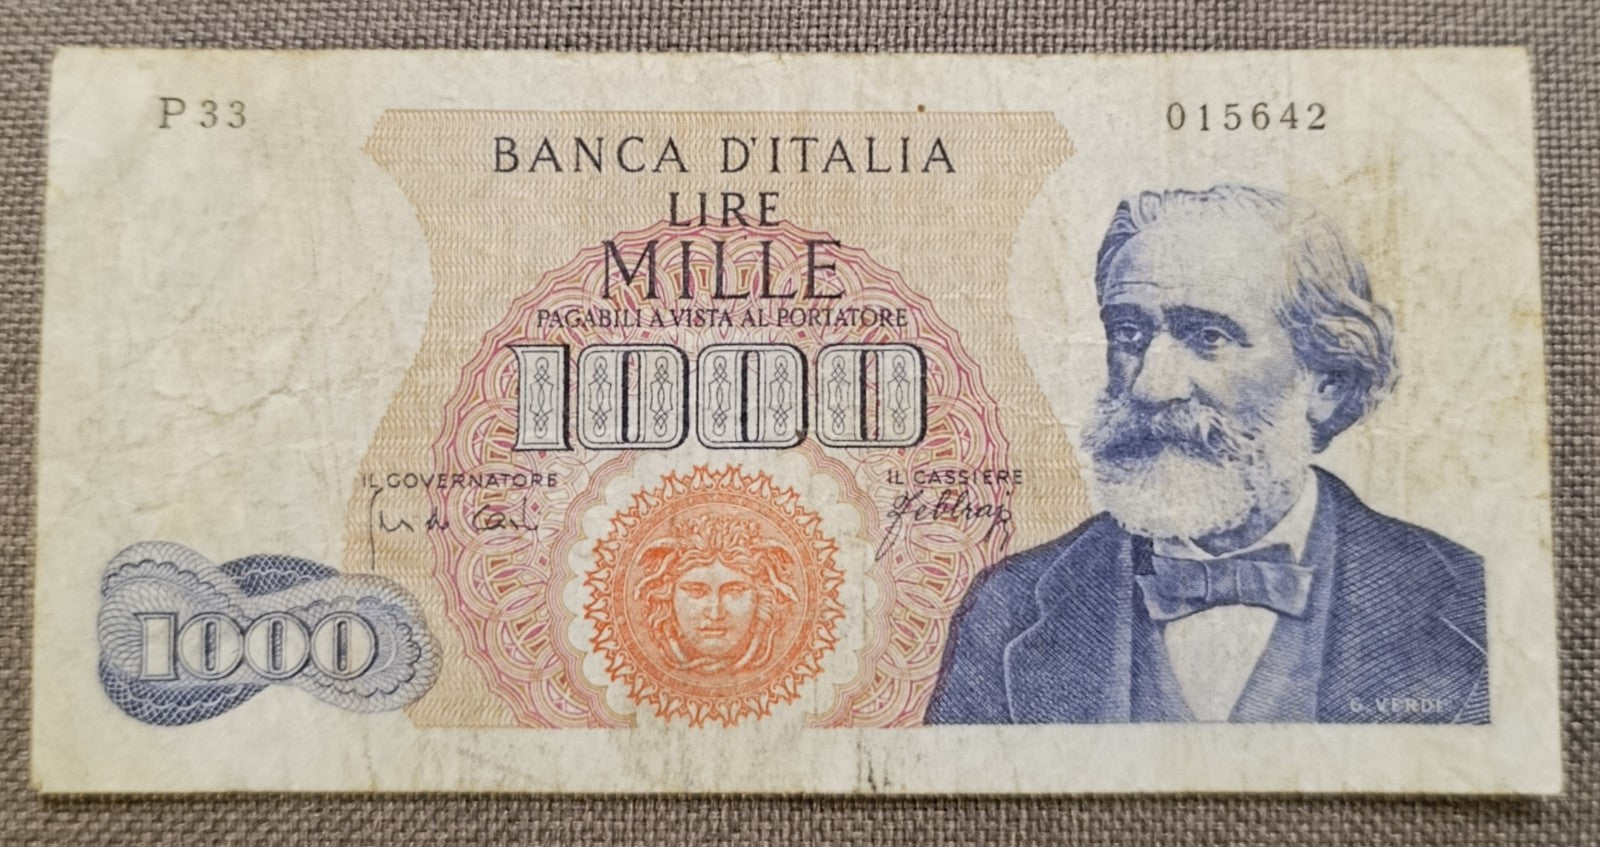 P 33
015642
BANCA D'ITALIA
LIRE
MILLE
PAGABILI A VISTA AL PORTATORE
1000
IL GOVERNATORE
IL CASSIERE
1000
G. VERDI